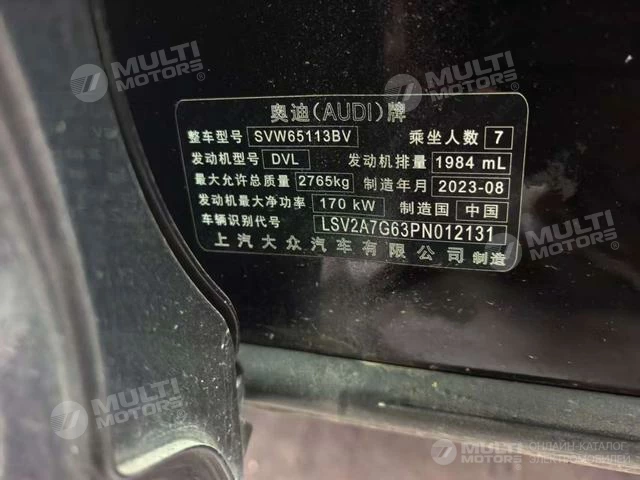 MULTI MOTORS®
MULTI MOTORS®
奥迪(AUDI)牌
整车型号 SVW65113BV 乘坐人数 7
发动机型号 DVL 发动机排量 1984 mL
最大允许总质量 2765kg 制造年月 2023-08
发动机最大净功率 170 kW 制造国 中国
车辆识别代号 LSV2A7G63PN012131
上汽大众汽车有限公司 制造
MULTI MOTORS®
MULTI MOTORS
ОНЛАЙН-КАТАЛОГ
ЭЛЕКТРОМОБИЛЕЙ